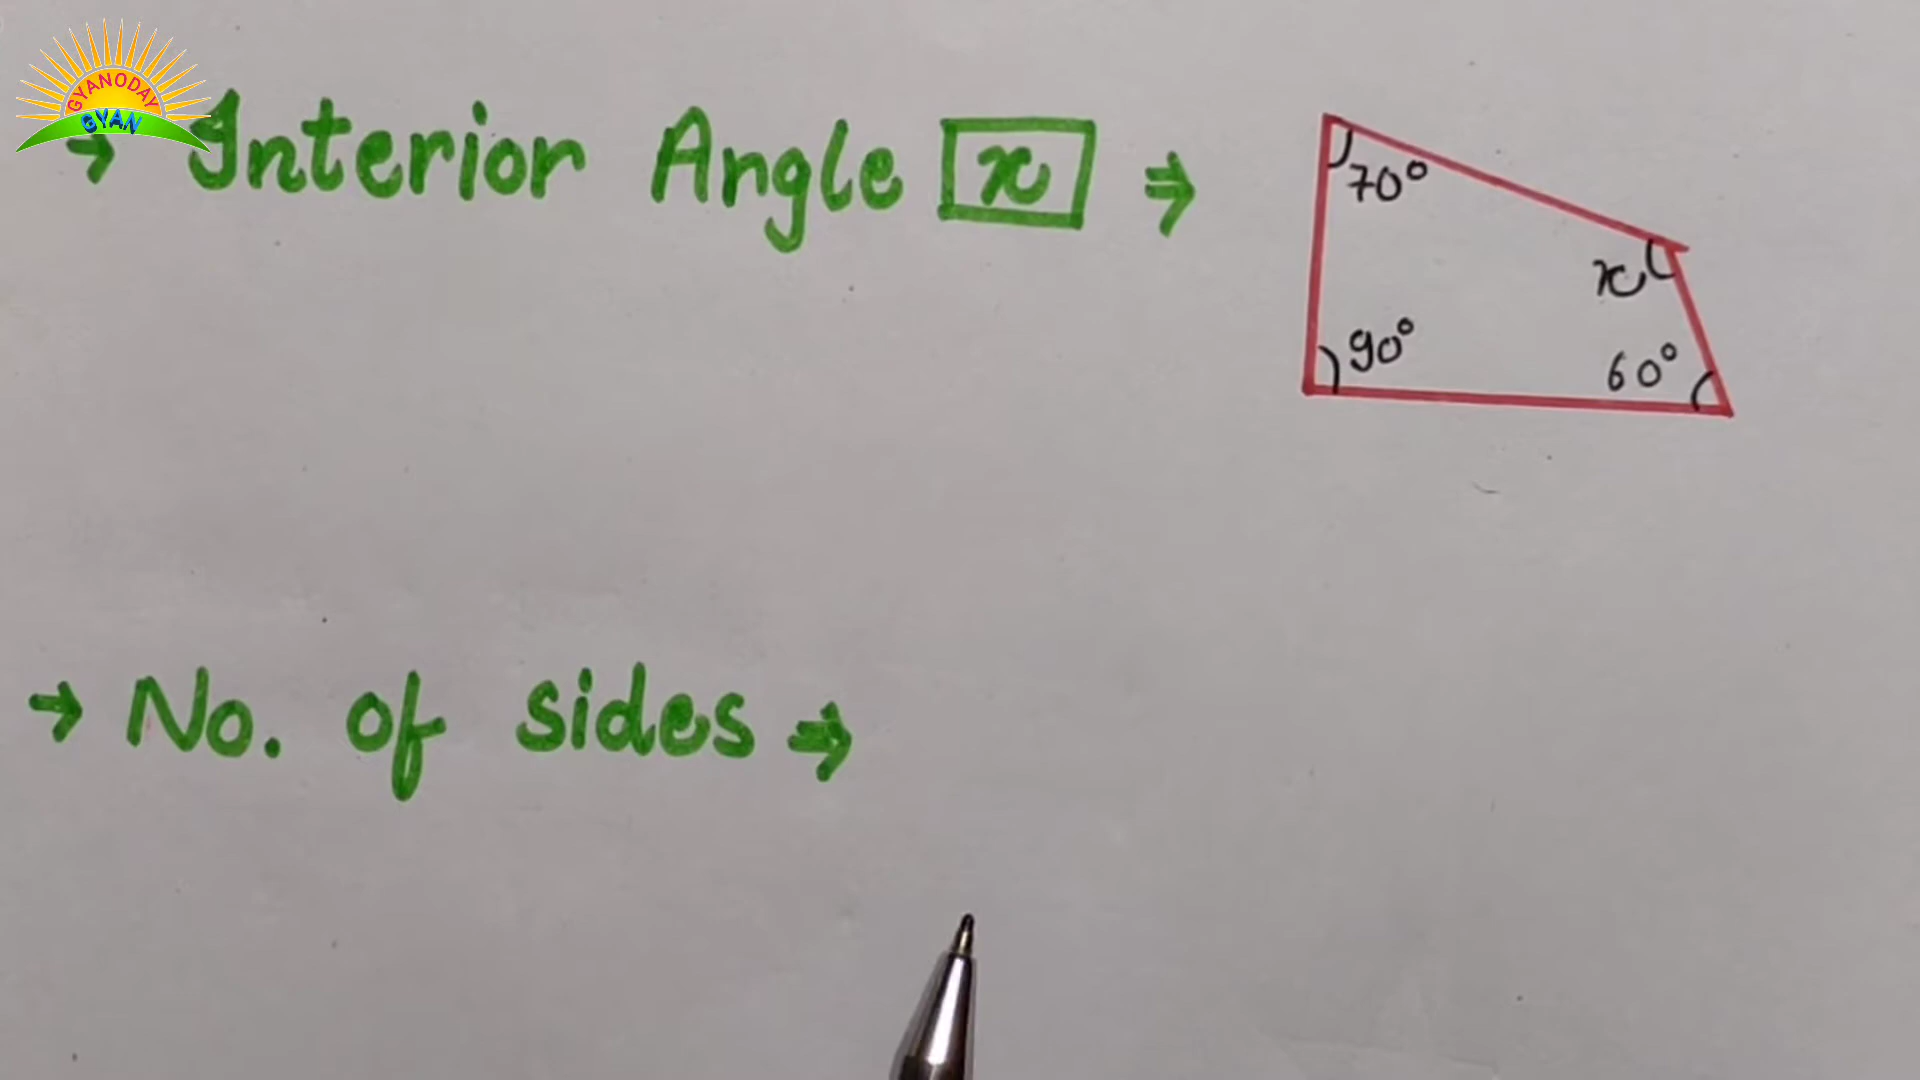 GYANODAY
GYAN
→ Interior Angle x ⇒
70°
x
90°
60°
→ No. of sides ⇒